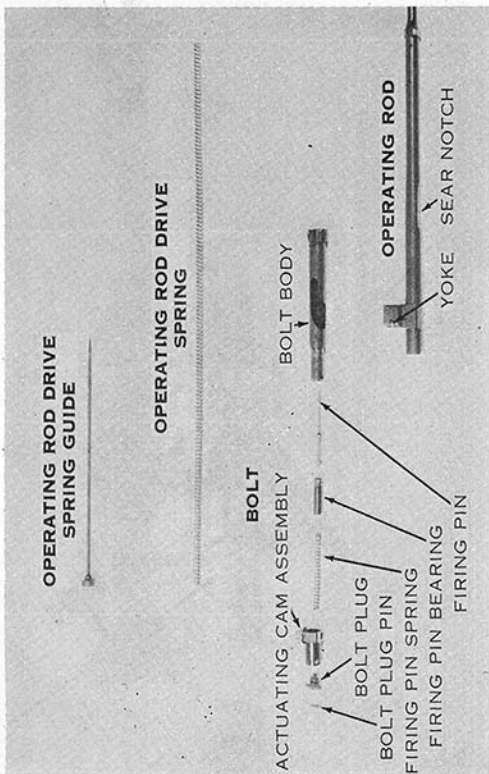 OPERATING ROD DRIVE
SPRING GUIDE
OPERATING ROD DRIVE
SPRING
BOLT
ACTUATING CAM ASSEMBLY
BOLT BODY
BOLT PLUG
BOLT PLUG PIN
FIRING PIN SPRING
FIRING PIN BEARING
FIRING PIN
OPERATING ROD
YOKE
SEAR NOTCH